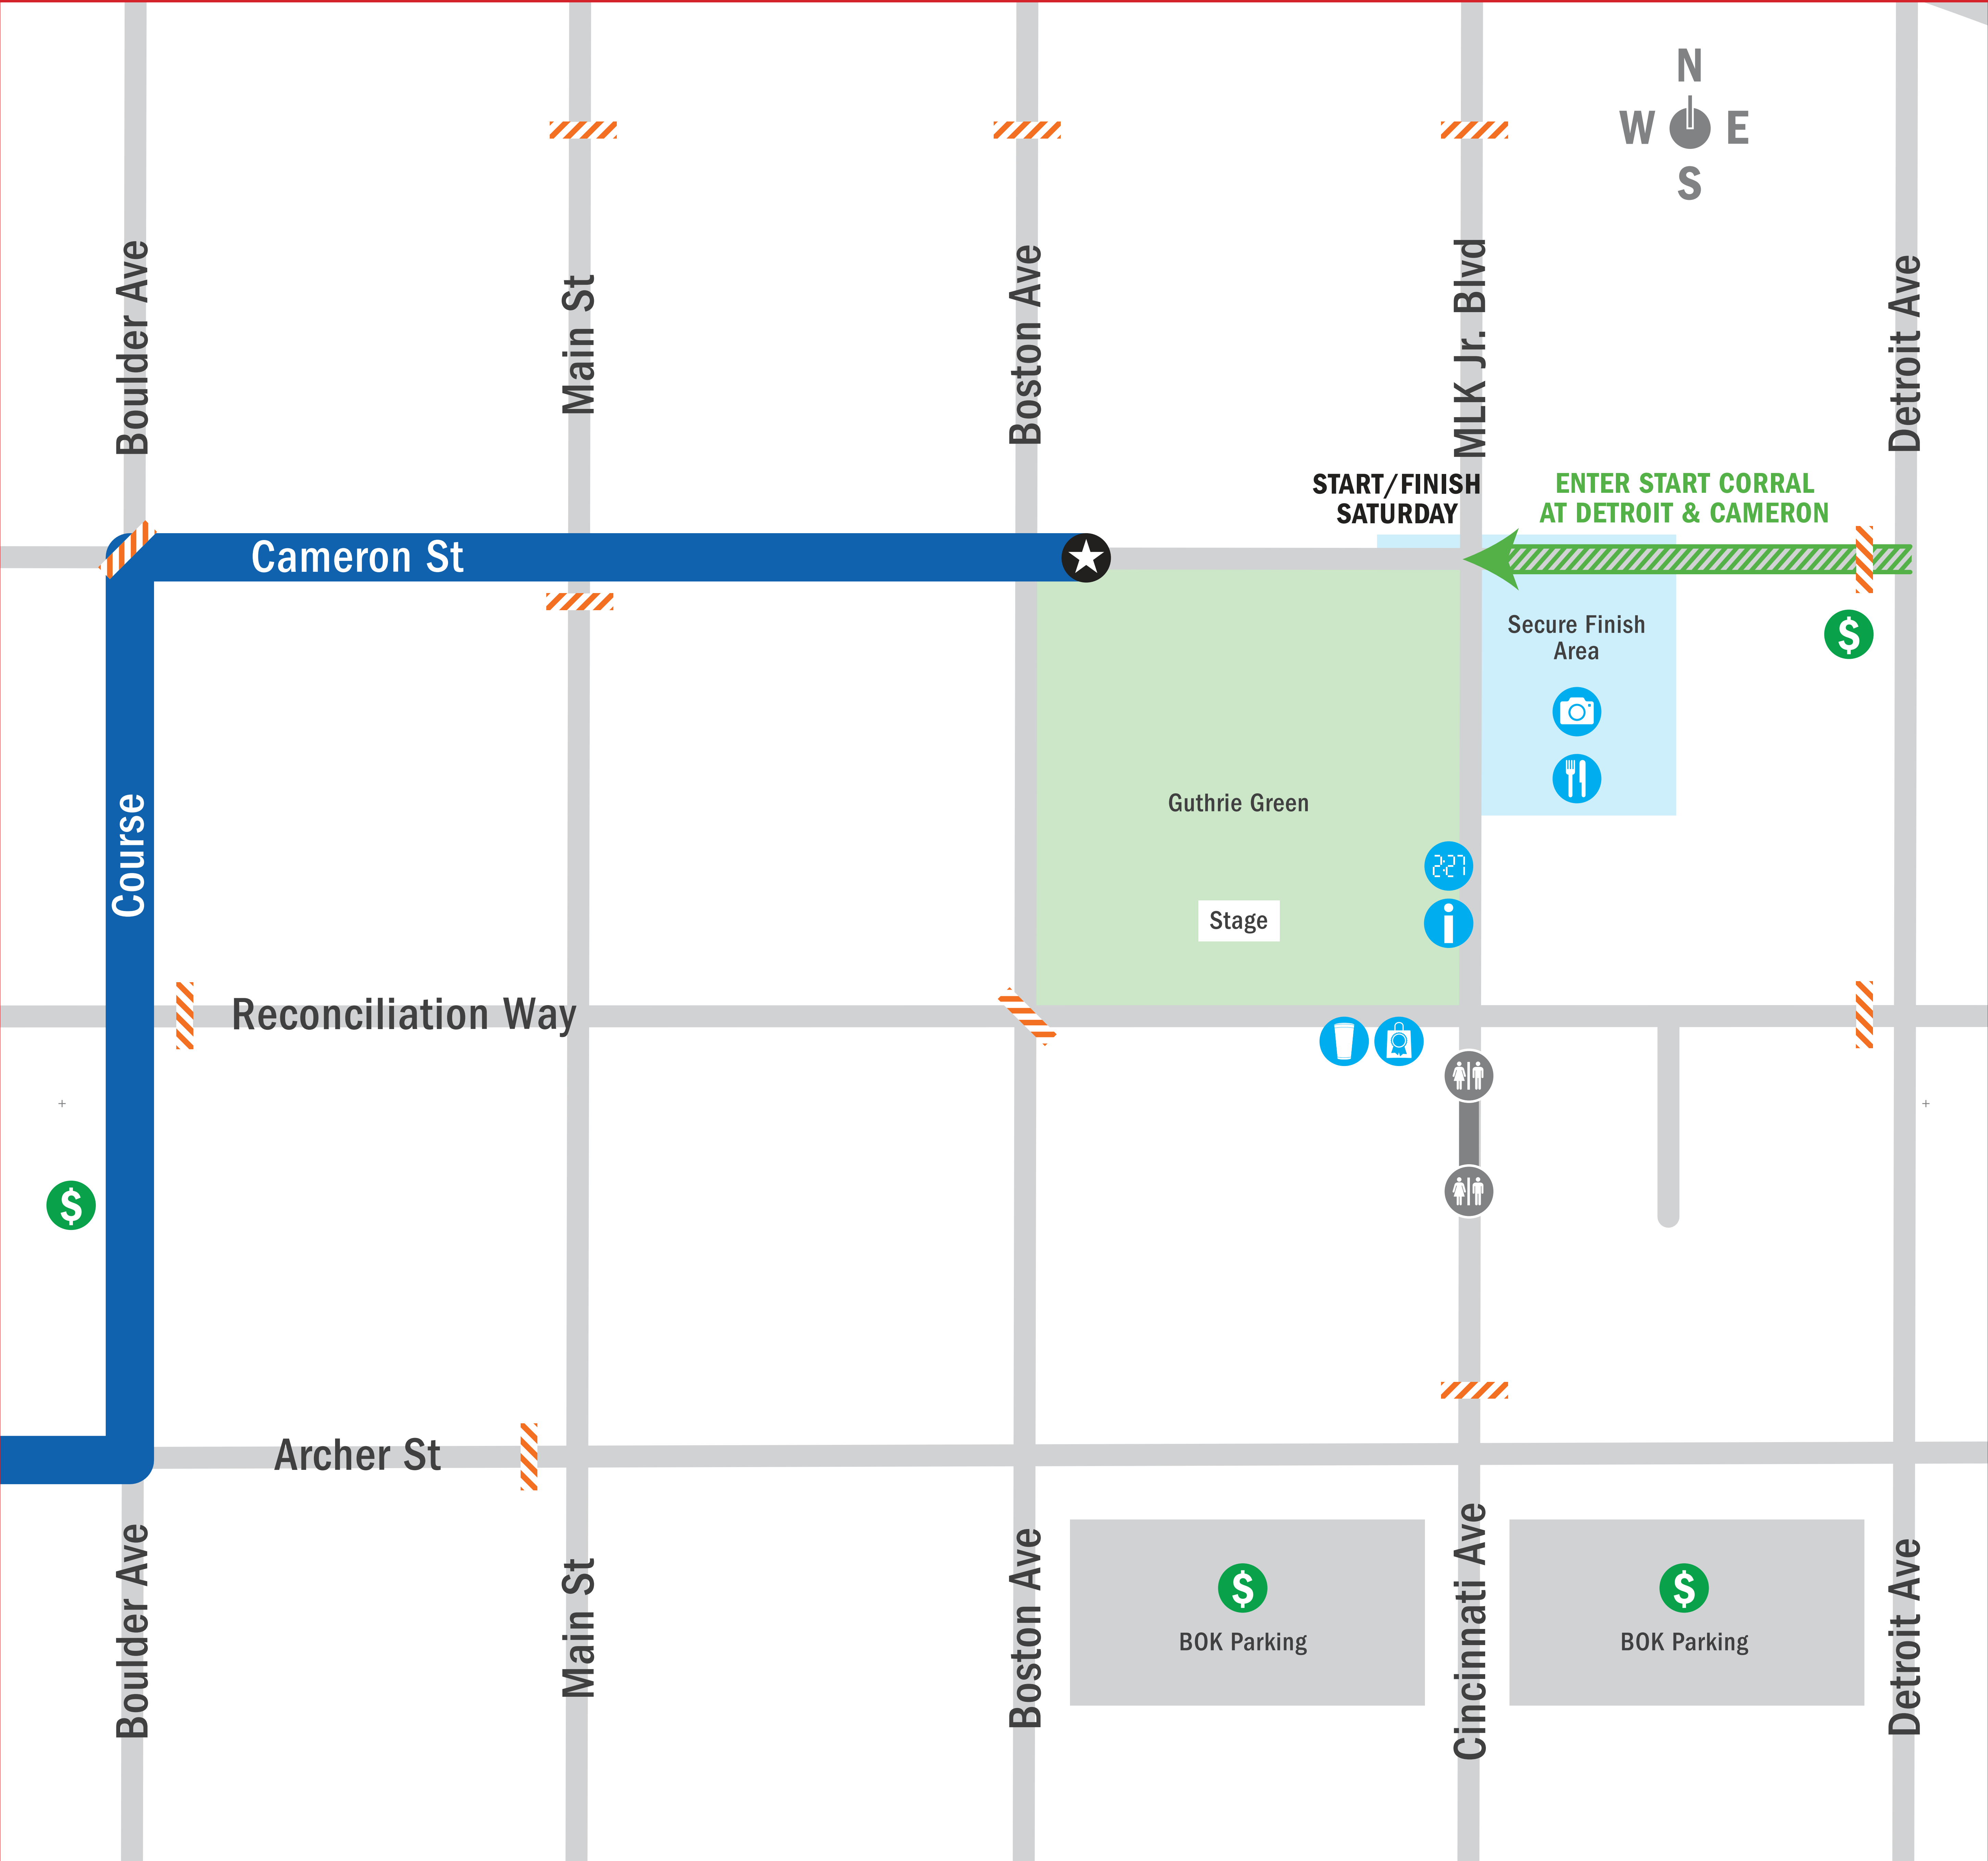 N
W E
S
Boulder Ave
Main St
Boston Ave
MLK Jr. Blvd
Detroit Ave
START/FINISH
SATURDAY
ENTER START CORRAL
AT DETROIT & CAMERON
Cameron St
Secure Finish
Area
$
Course
Guthrie Green
2:27
Stage
i
Reconciliation Way
$
Archer St
Boulder Ave
Main St
Boston Ave
Cincinnati Ave
Detroit Ave
$
BOK Parking
$
BOK Parking